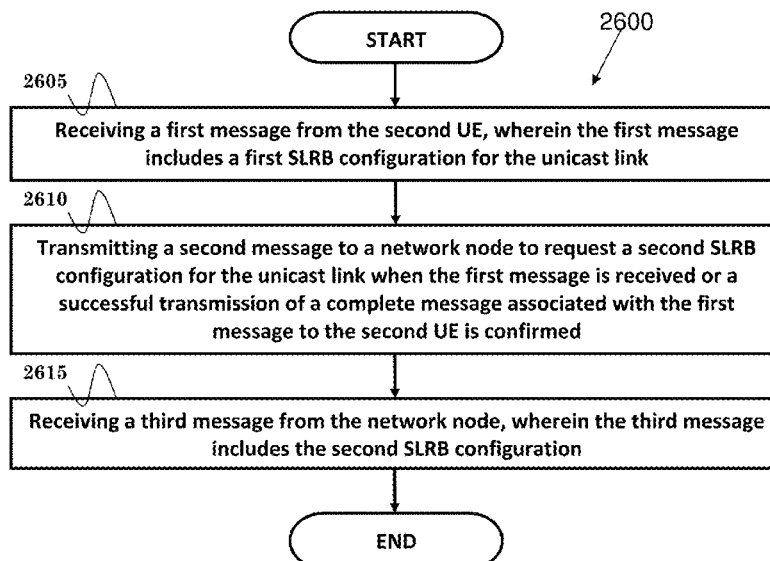 START
2600
2605
Receiving a first message from the second UE, wherein the first message
includes a first SLRB configuration for the unicast link
2610
Transmitting a second message to a network node to request a second SLRB
configuration for the unicast link when the first message is received or a
successful transmission of a complete message associated with the first
message to the second UE is confirmed
2615
Receiving a third message from the network node, wherein the third message
includes the second SLRB configuration
END